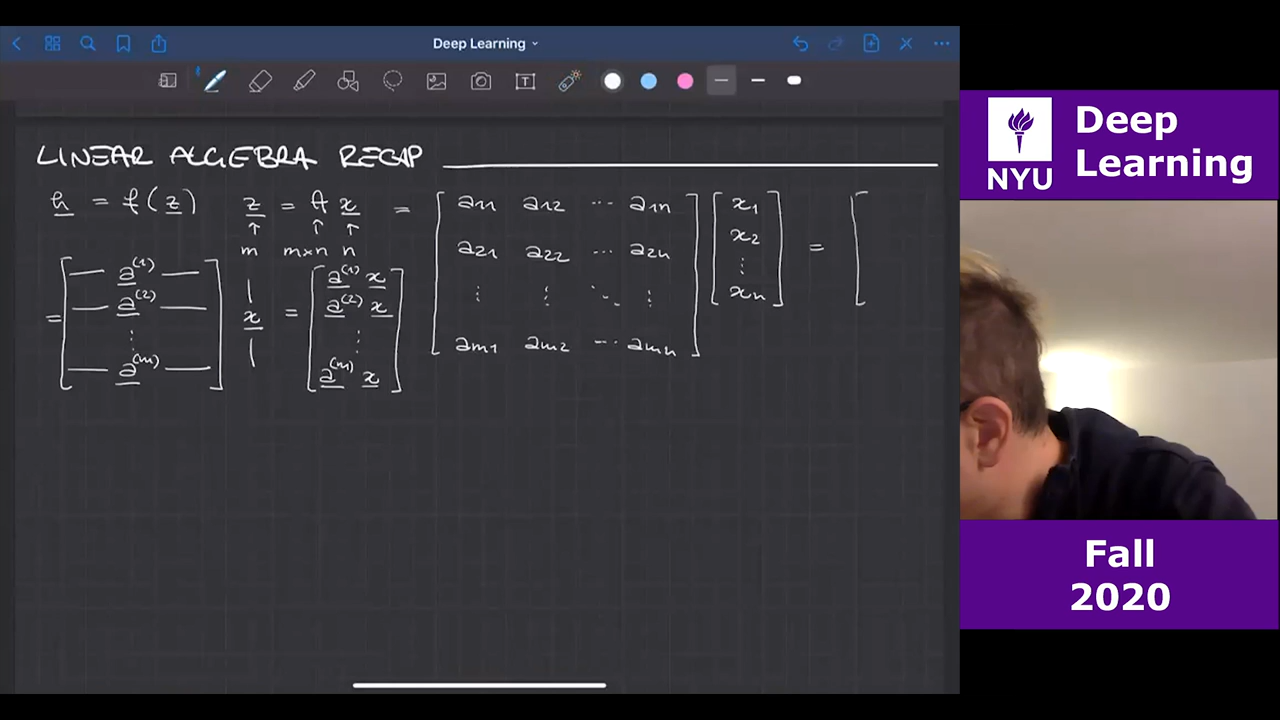 Deep Learning
LINEAR ALGEBRA RECAP
h = f(z) z = A x = [ a11 a12 ... a1n ] [ x1 ] = [
↑ ↑ ↑
m m×n n
a21 a22 ... a2n x2
⋮ ⋮ ⋱ ⋮ ⋮
am1 am2 ... amn xn
= [ — a(1) — ] | = [ a(1) x ]
— a(2) — x a(2) x
⋮ | ⋮
— a(m) — a(m) x
T
NYU
Deep
Learning
Fall
2020